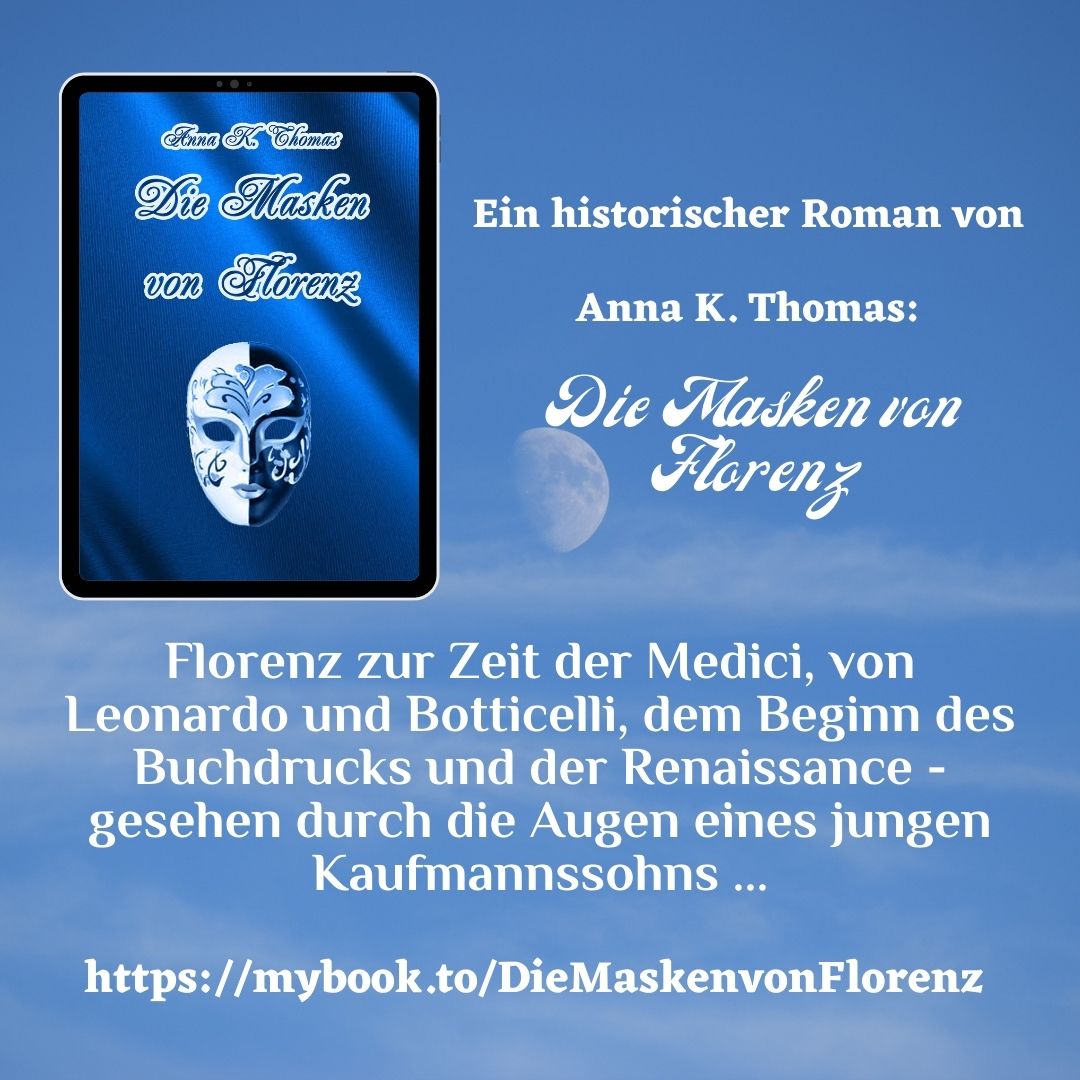 Anna K. Thomas
Die Masken
von Florenz
Ein historischer Roman von
Anna K. Thomas:
Die Masken von
Florenz
Florenz zur Zeit der Medici, von
Leonardo und Botticelli, dem Beginn des
Buchdrucks und der Renaissance -
gesehen durch die Augen eines jungen
Kaufmannssohns ...
https://mybook.to/DieMaskenvonFlorenz